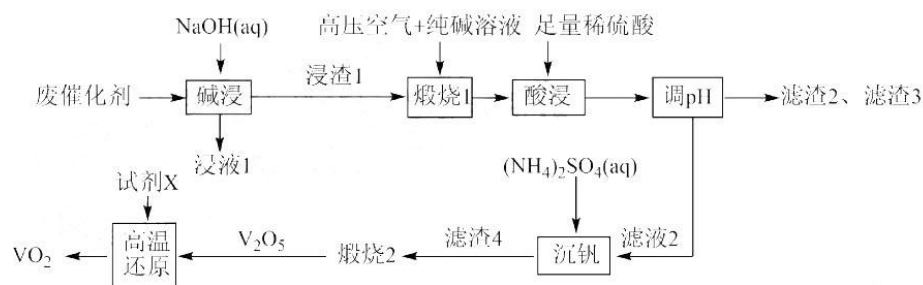 NaOH(aq)
高压空气+纯碱溶液
足量稀硫酸
废催化剂
碱浸
浸渣1
煅烧1
酸浸
调pH
滤渣2、滤渣3
浸液1
试剂X
(NH₄)₂SO₄(aq)
VO₂
高温
还原
V₂O₅
煅烧2
滤渣4
沉钒
滤液2